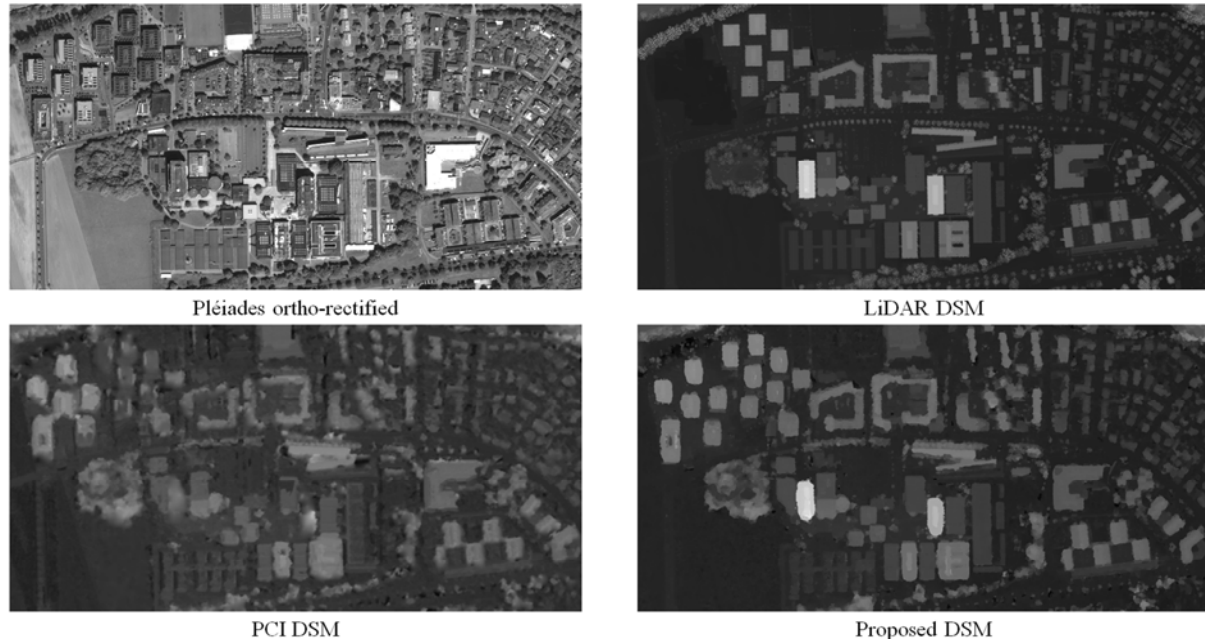 Pléiades ortho-rectified
LiDAR DSM
PCI DSM
Proposed DSM